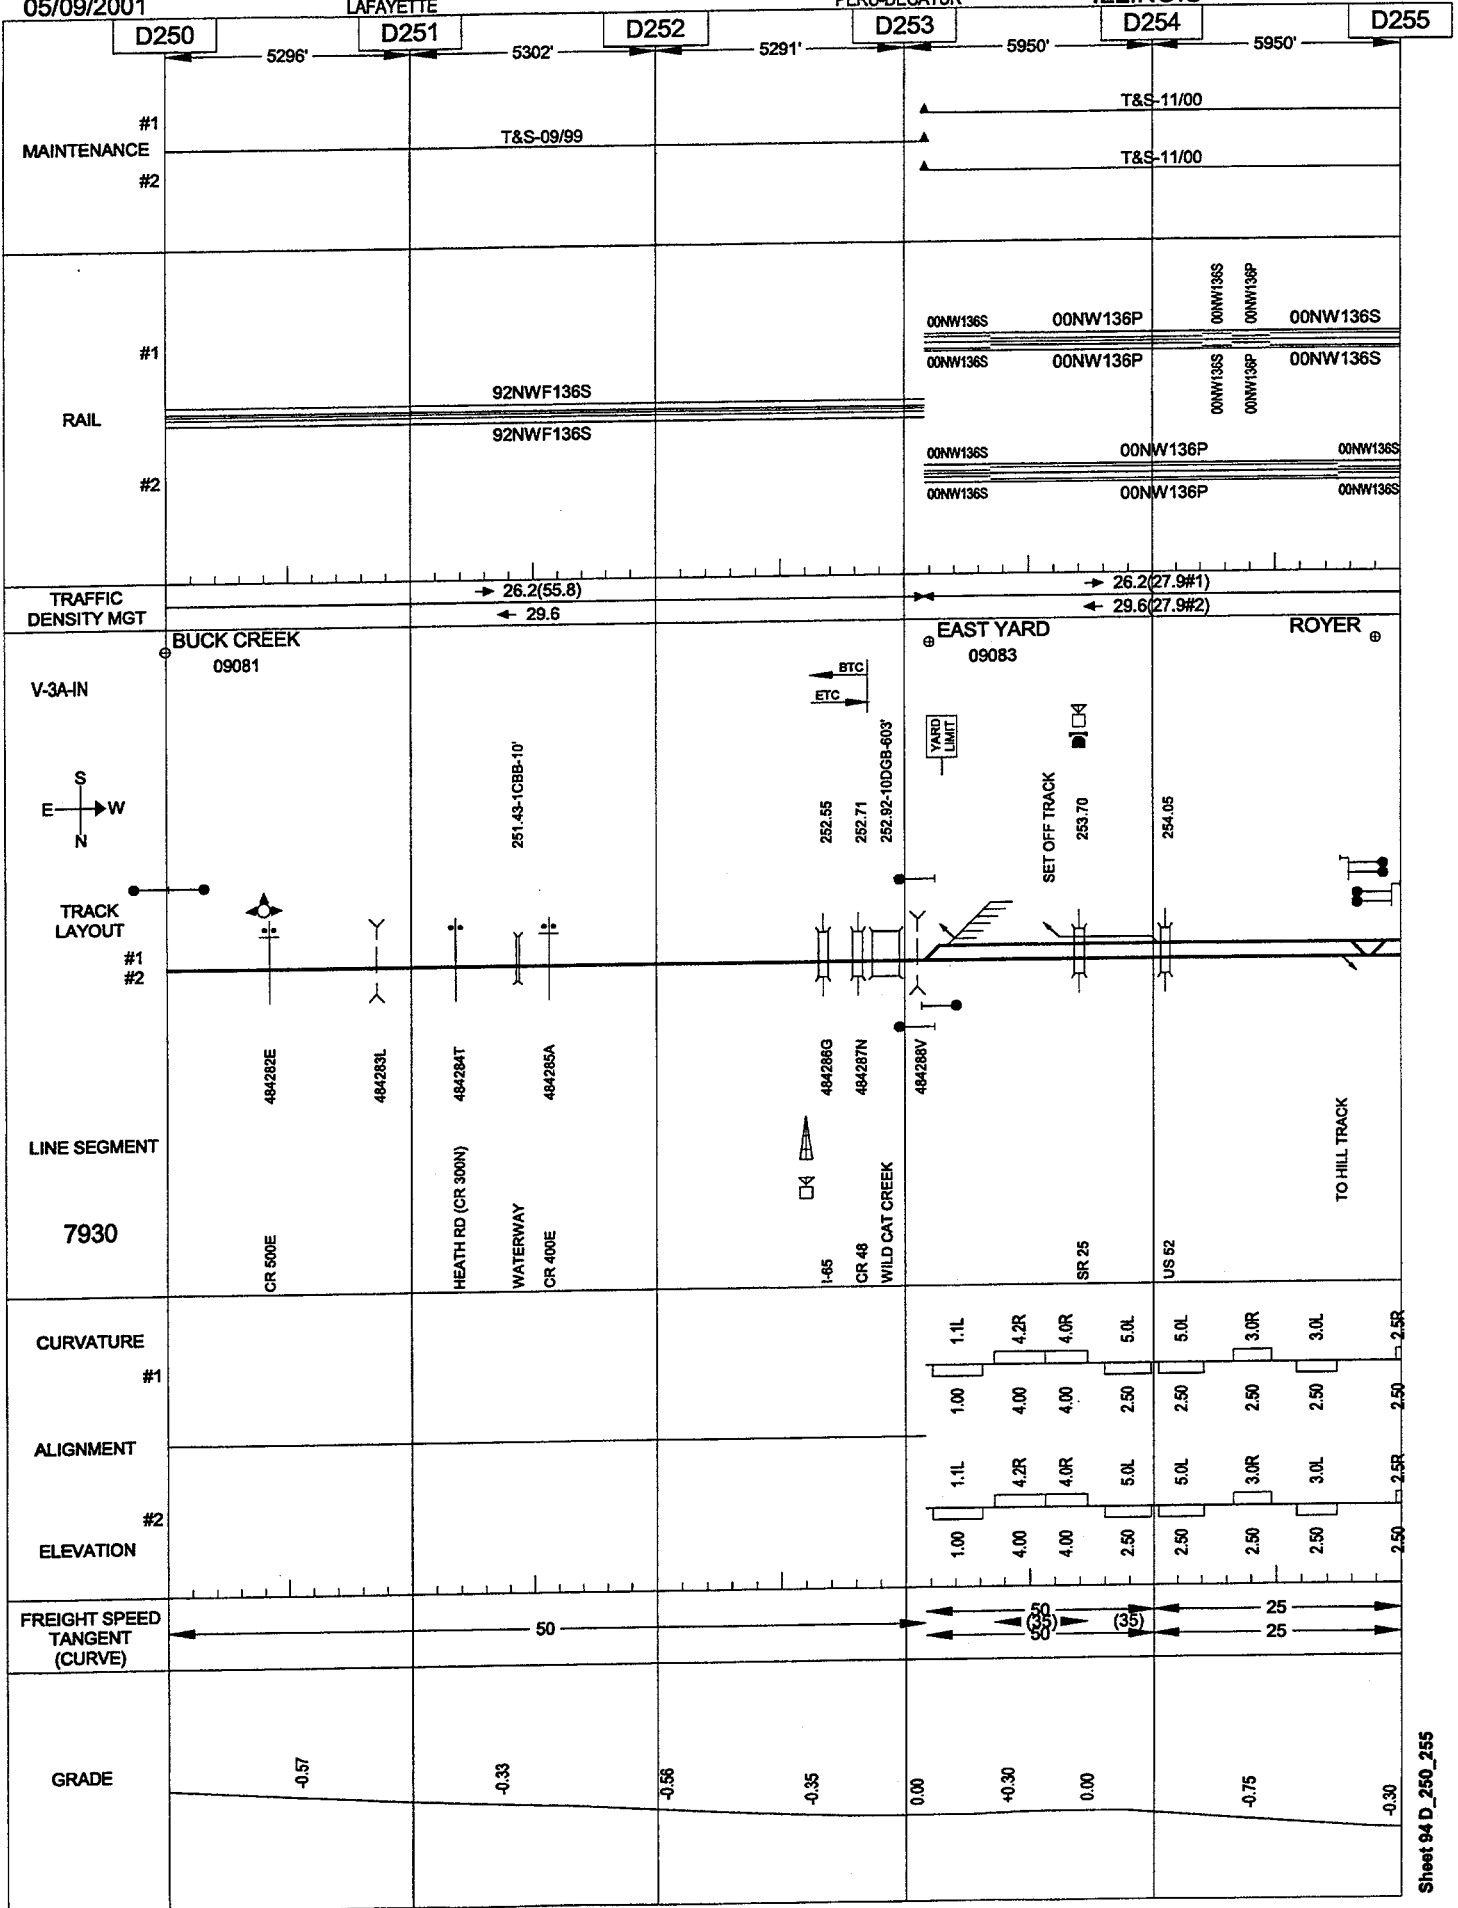 05/09/2001
LAFAYETTE
PERU-DECATUR
ILLINOIS
D250
D251
D252
D253
D254
D255
5296'
5302'
5291'
5950'
5950'
#1
MAINTENANCE
#2
T&S-09/99
T&S-11/00
T&S-11/00
RAIL
#1
#2
92NWF136S
92NWF136S
00NW136S
00NW136P
00NW136S
00NW136P
00NW136S
00NW136S
00NW136P
00NW136S
00NW136P
00NW136S
00NW136S
00NW136P
00NW136S
00NW136S
00NW136P
00NW136S
TRAFFIC
DENSITY MGT
26.2(55.8)
29.6
26.2(27.9#1)
29.6(27.9#2)
BUCK CREEK
09081
EAST YARD
09083
ROYER
V-3A-IN
BTC
ETC
YARD
LIMIT
S
E
W
N
251.43-1CBB-10'
252.55
252.71
252.92-10DGB-603'
SET OFF TRACK
253.70
254.05
TRACK
LAYOUT
#1
#2
484282E
484283L
484284T
484285A
484286G
484287N
484288V
LINE SEGMENT
7930
CR 500E
HEATH RD (CR 300N)
WATERWAY
CR 400E
I-65
CR 48
WILD CAT CREEK
SR 25
US 52
TO HILL TRACK
CURVATURE
#1
1.1L
4.2R
4.0R
5.0L
5.0L
3.0R
3.0L
2.5R
1.00
4.00
4.00
2.50
2.50
2.50
2.50
2.50
ALIGNMENT
1.1L
4.2R
4.0R
5.0L
5.0L
3.0R
3.0L
2.5R
#2
ELEVATION
1.00
4.00
4.00
2.50
2.50
2.50
2.50
2.50
FREIGHT SPEED
TANGENT
(CURVE)
50
50
(35)
(35)
50
25
25
GRADE
-0.57
-0.33
-0.56
-0.35
0.00
+0.30
0.00
-0.75
-0.30
Sheet 94 D_250_255